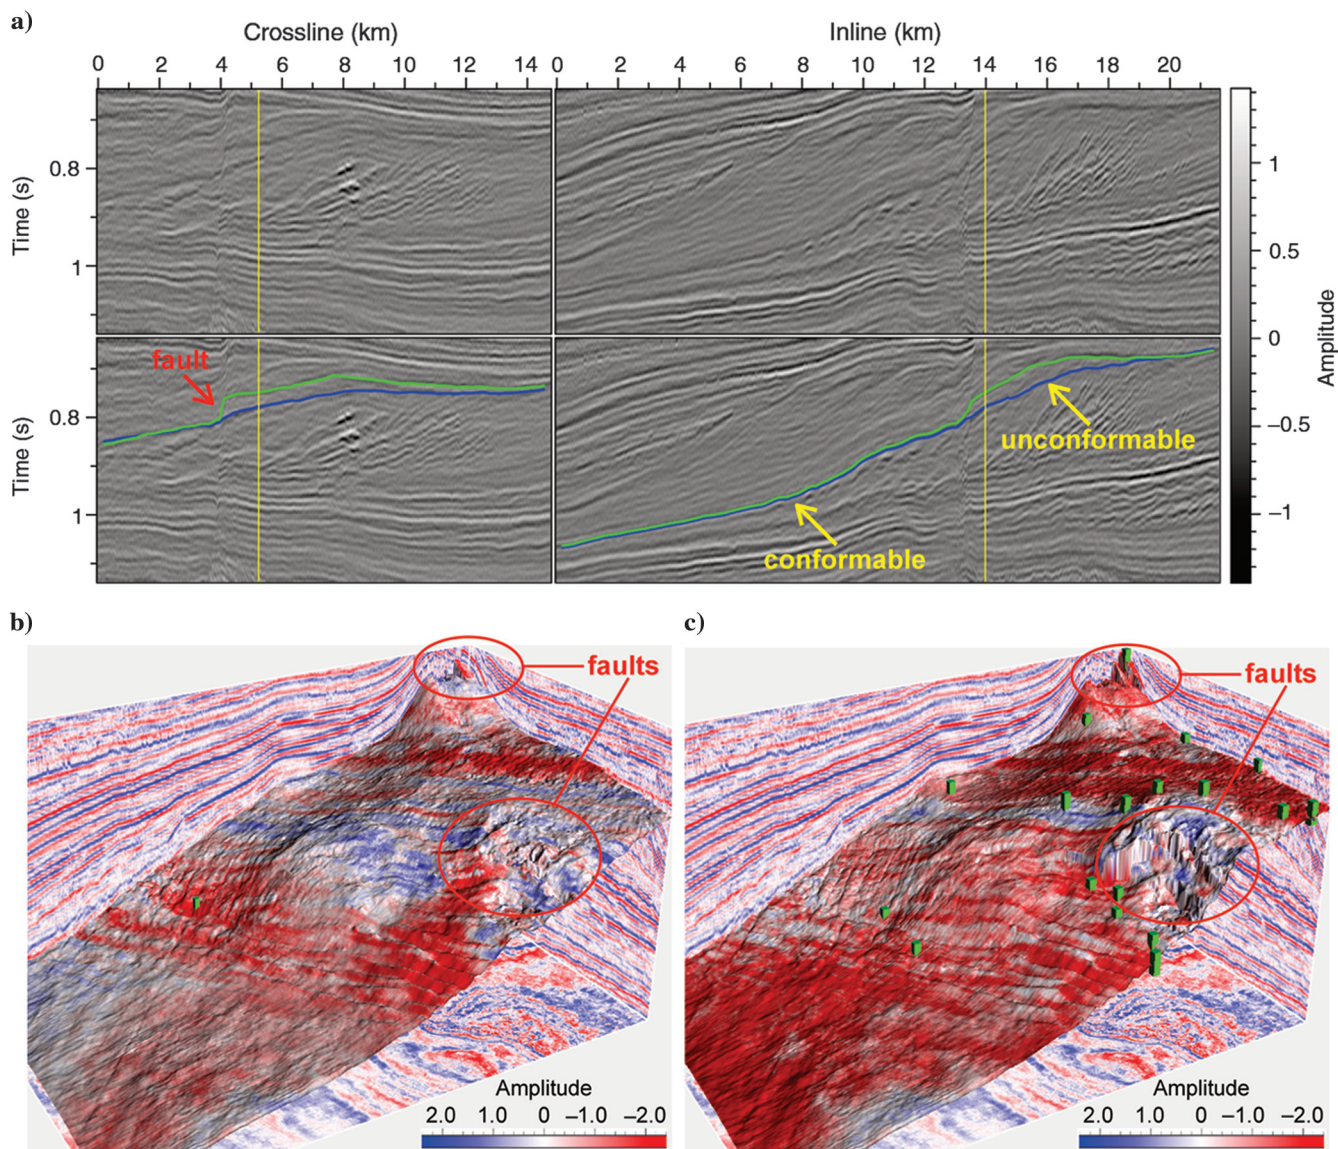 a)
Crossline (km)
Inline (km)
0 2 4 6 8 10 12 14
0 2 4 6 8 10 12 14 16 18 20
Time (s)
0.8
1
Time (s)
0.8
1
fault
unconformable
conformable
1
0.5
0
−0.5
−1
Amplitude
b)
faults
Amplitude
2.0 1.0 0 −1.0 −2.0
c)
faults
Amplitude
2.0 1.0 0 −1.0 −2.0